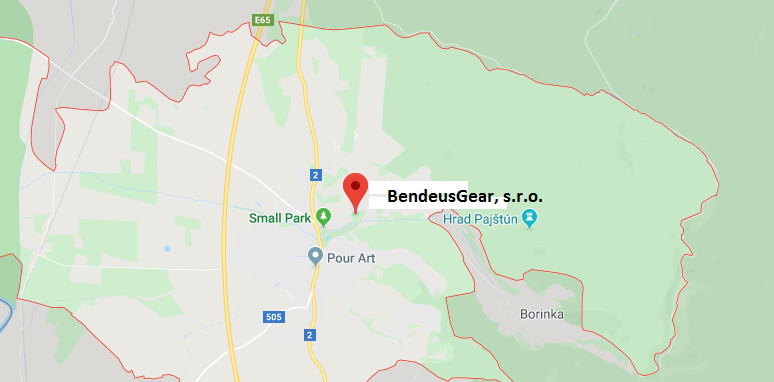 E65
2
BendeusGear, s.r.o.
Small Park
Hrad Pajštún
Pour Art
505
Borinka
2